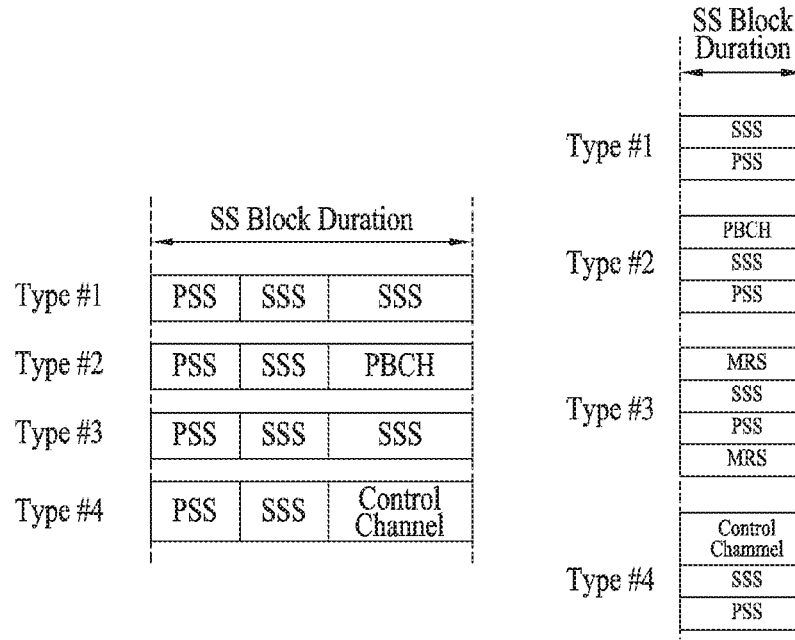 SS Block Duration
Type #1
PSS SSS SSS
Type #2
PSS SSS PBCH
Type #3
PSS SSS SSS
Type #4
PSS SSS Control
Channel
SS Block
Duration
Type #1
SSS
PSS
Type #2
PBCH
SSS
PSS
Type #3
MRS
SSS
PSS
MRS
Type #4
Control
Chammel
SSS
PSS